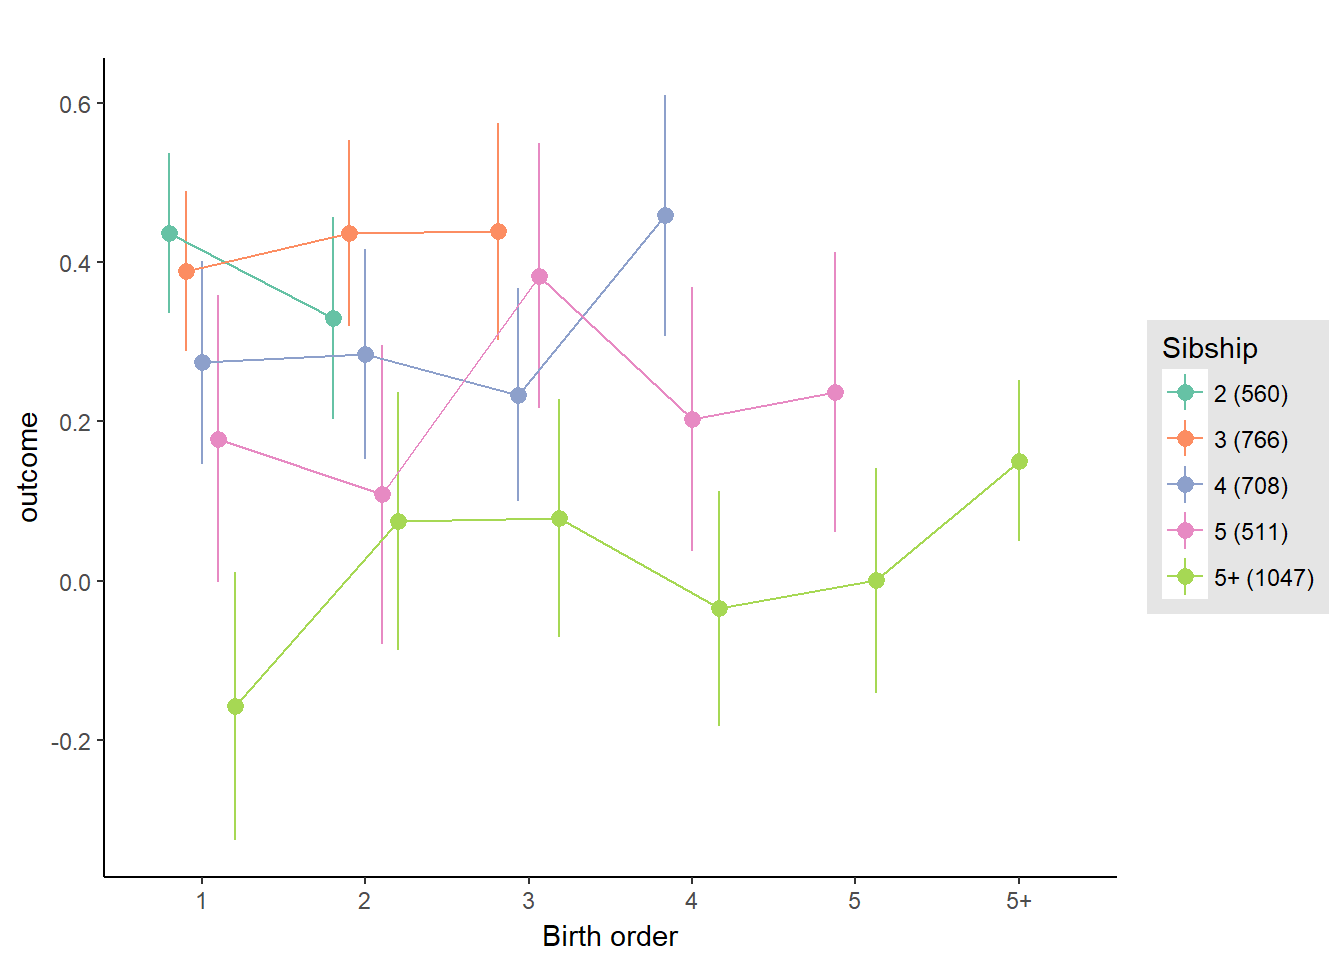 0.6
0.4
0.2
0.0
-0.2
outcome
1 2 3 4 5 5+
Birth order
Sibship
2 (560)
3 (766)
4 (708)
5 (511)
5+ (1047)